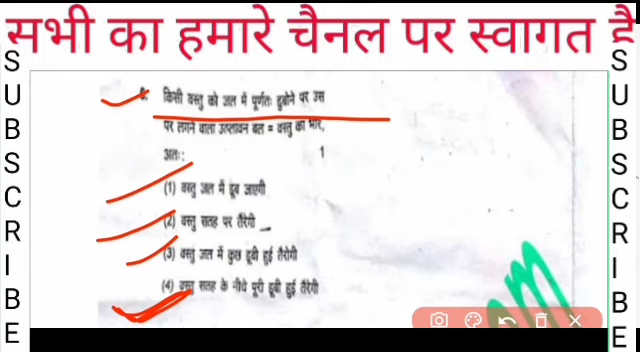 सभी का हमारे चैनल पर स्वागत है
SUBSCRIBE
किसी वस्तु को जल में पूर्णतः डुबोने पर उस
पर लगने वाला उत्प्लावन बल = वस्तु का भार,
अतः: 1
(1) वस्तु जल में डूब जाएगी
(2) वस्तु सतह पर तैरेगी
(3) वस्तु जल में कुछ डूबी हुई तैरेगी
(4) वस्तु सतह के नीचे पूरी डूबी हुई तैरेगी
SUBSCRIBE